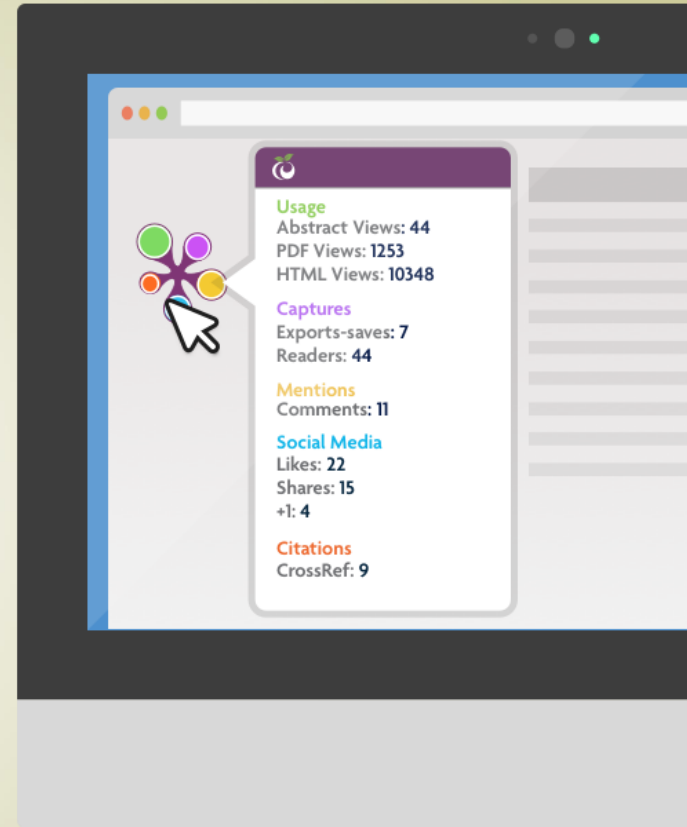 Usage
Abstract Views: 44
PDF Views: 1253
HTML Views: 10348
Captures
Exports-saves: 7
Readers: 44
Mentions
Comments: 11
Social Media
Likes: 22
Shares: 15
+1: 4
Citations
CrossRef: 9